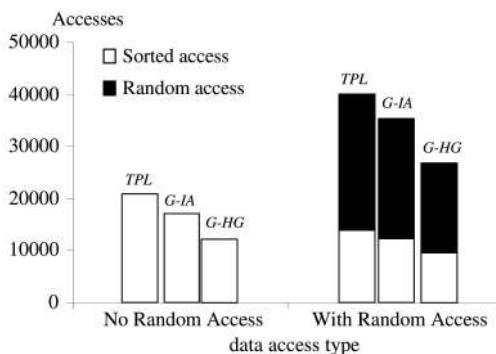 Accesses
50000
Sorted access
Random access
40000
30000
20000
10000
0
TPL
G-IA
G-HG
TPL
G-IA
G-HG
No Random Access
With Random Access
data access type